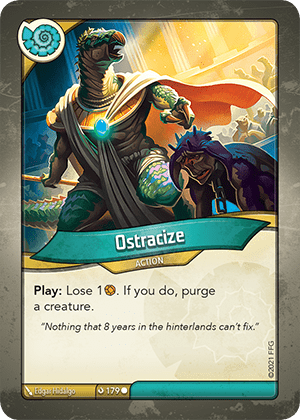 Ostracize
ACTION
Play: Lose 1. If you do, purge
a creature.
"Nothing that 8 years in the hinterlands can't fix."
Edgar Hidalgo
179
©2021 FFG